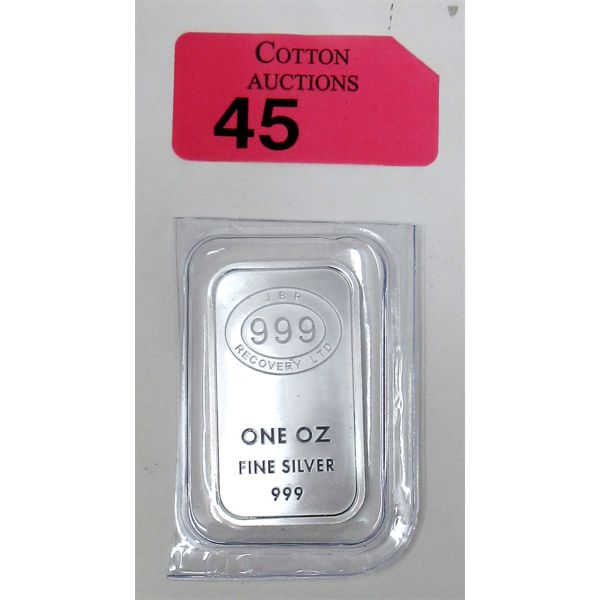 COTTON
AUCTIONS
45
JBR
999
RECOVERY LTD
ONE OZ
FINE SILVER
999